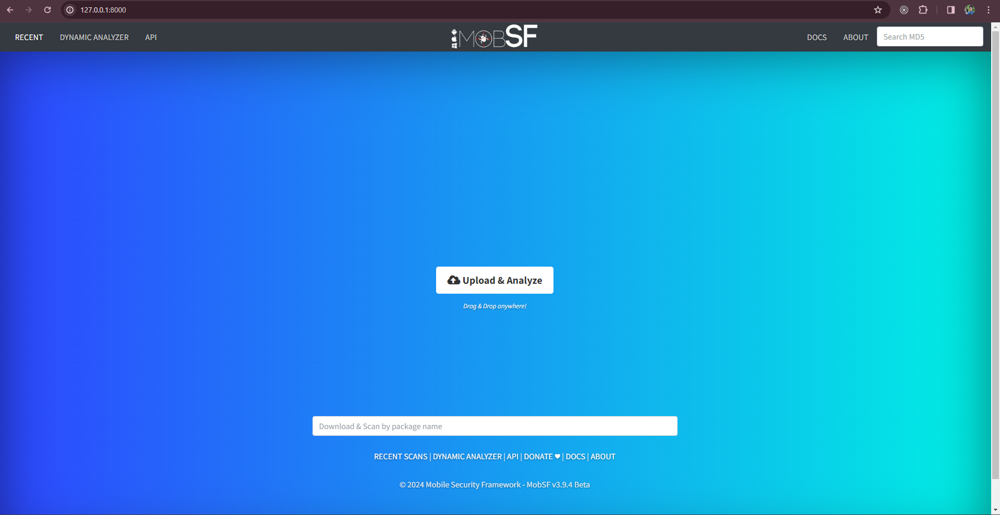 127.0.0.1:8000
RECENT DYNAMIC ANALYZER API MOBSF DOCS ABOUT Search MD5
Upload & Analyze
Drag & Drop anywhere!
Download & Scan by package name
RECENT SCANS | DYNAMIC ANALYZER | API | DONATE ♥ | DOCS | ABOUT
© 2024 Mobile Security Framework - MobSF v3.9.4 Beta